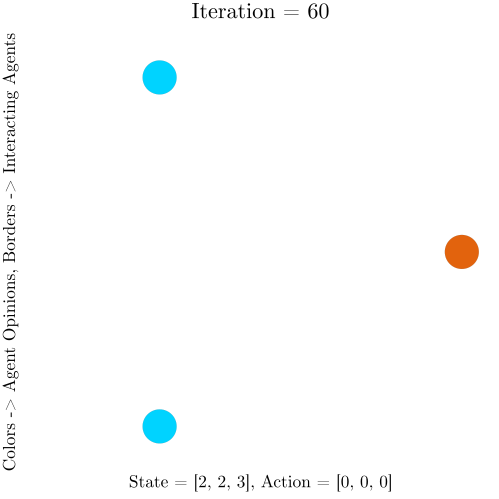 Iteration = 60
Colors -> Agent Opinions, Borders -> Interacting Agents
State = [2, 2, 3], Action = [0, 0, 0]